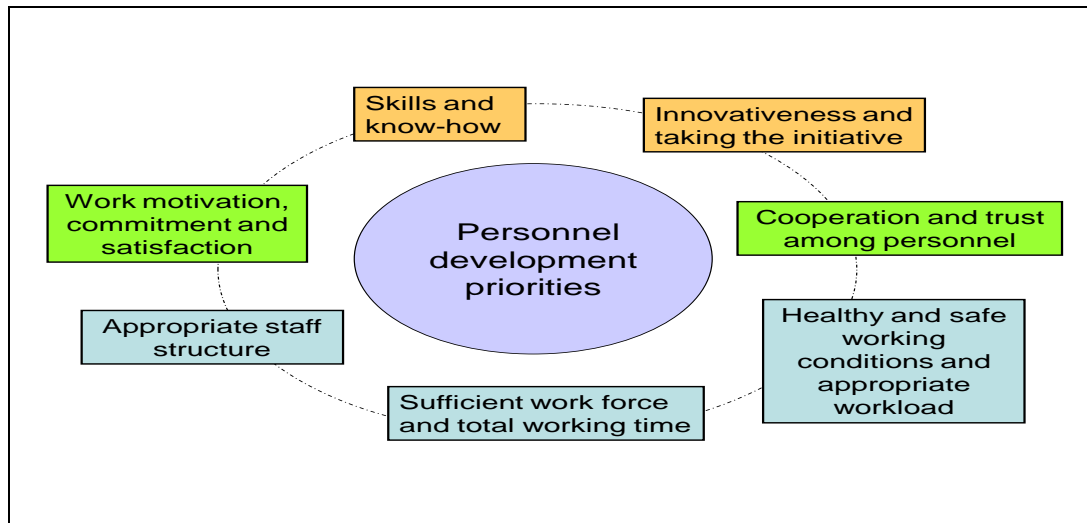 Skills and
know-how
Innovativeness and
taking the initiative
Work motivation,
commitment and
satisfaction
Personnel
development
priorities
Cooperation and trust
among personnel
Appropriate staff
structure
Healthy and safe
working
conditions and
appropriate
workload
Sufficient work force
and total working time